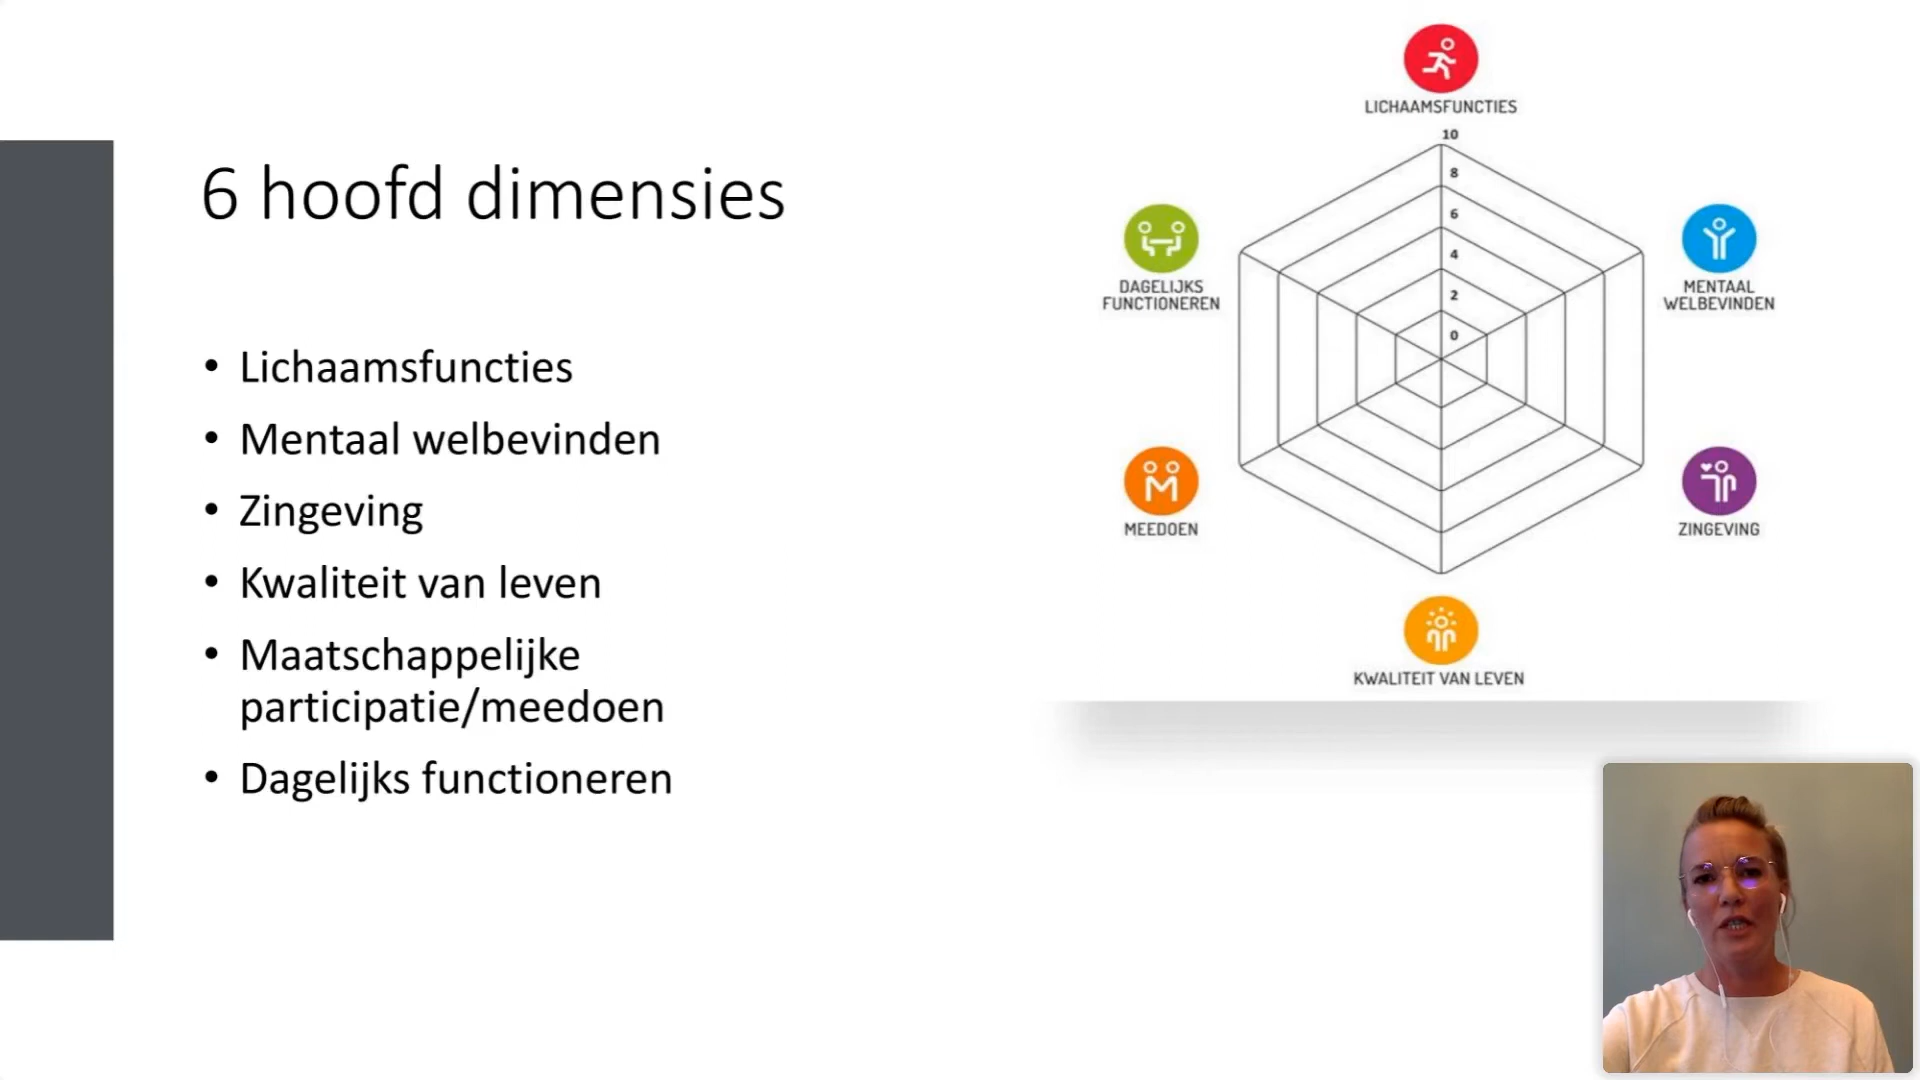 6 hoofd dimensies
• Lichaamsfuncties
• Mentaal welbevinden
• Zingeving
• Kwaliteit van leven
• Maatschappelijke
participatie/meedoen
• Dagelijks functioneren
LICHAAMSFUNCTIES
10
8
6
4
2
0
DAGELIJKS
FUNCTIONEREN
MENTAAL
WELBEVINDEN
MEEDOEN
ZINGEVING
KWALITEIT VAN LEVEN